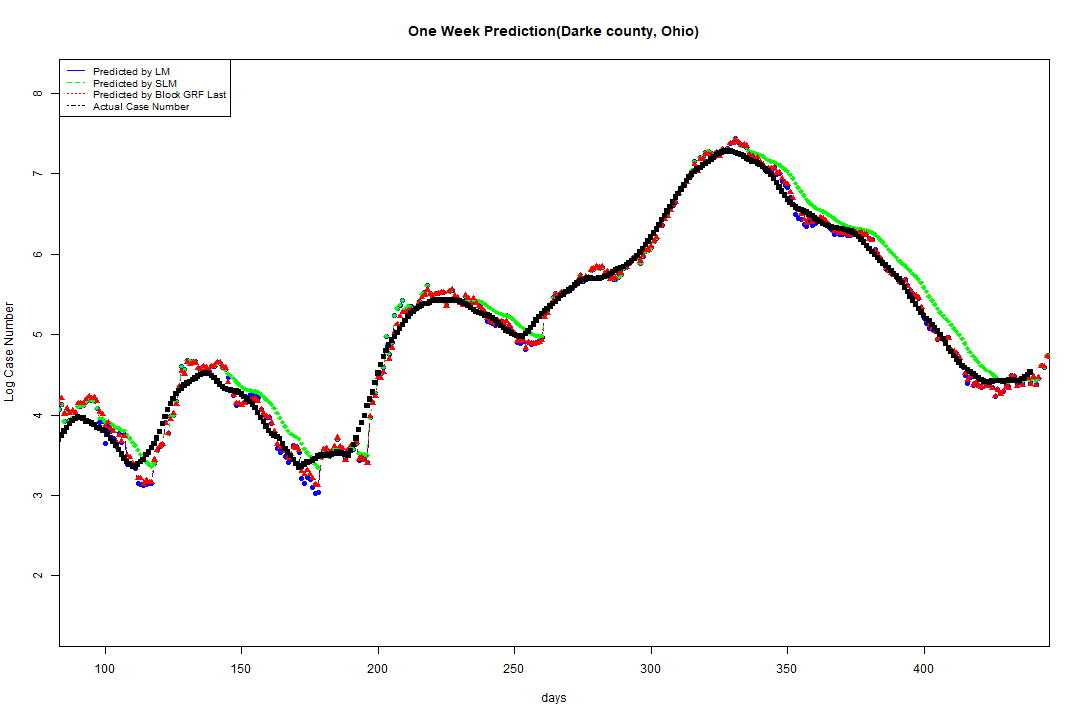 One Week Prediction(Darke county, Ohio)
Predicted by LM
Predicted by SLM
Predicted by Block GRF Last
Actual Case Number
8
7
6
5
4
3
2
Log Case Number
100 150 200 250 300 350 400
days